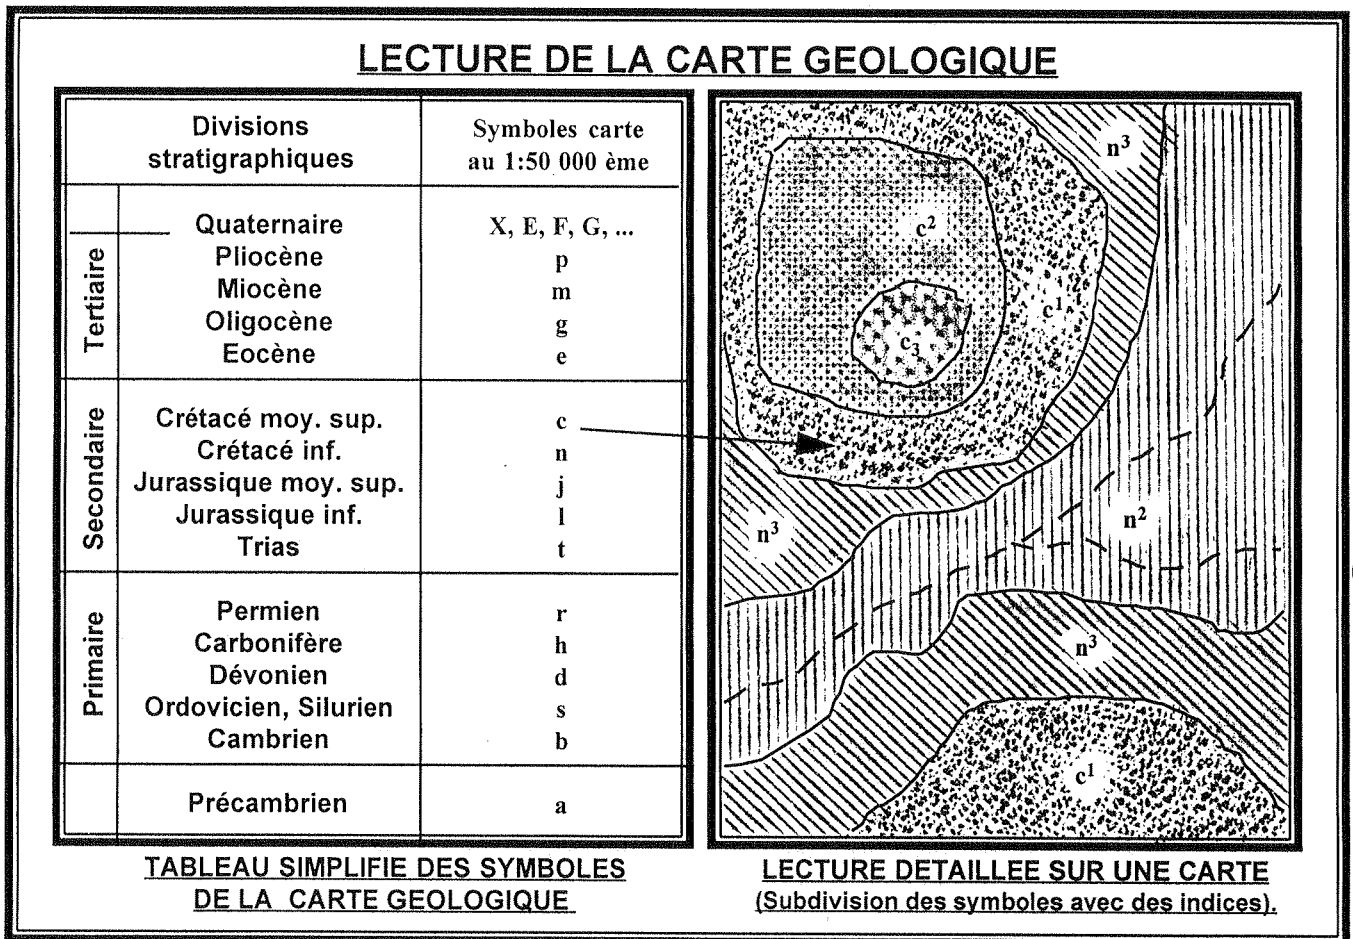 LECTURE DE LA CARTE GEOLOGIQUE
Divisions
stratigraphiques
Symboles carte
au 1:50 000 ème
Quaternaire X, E, F, G, ...
Tertiaire
Pliocène p
Miocène m
Oligocène g
Eocène e
Secondaire
Crétacé moy. sup. c
Crétacé inf. n
Jurassique moy. sup. j
Jurassique inf. l
Trias t
Primaire
Permien r
Carbonifère h
Dévonien d
Ordovicien, Silurien s
Cambrien b
Précambrien a
TABLEAU SIMPLIFIE DES SYMBOLES
DE LA CARTE GEOLOGIQUE
n³
c²
c¹
c₃
n²
n³
n³
c¹
LECTURE DETAILLEE SUR UNE CARTE
(Subdivision des symboles avec des indices).